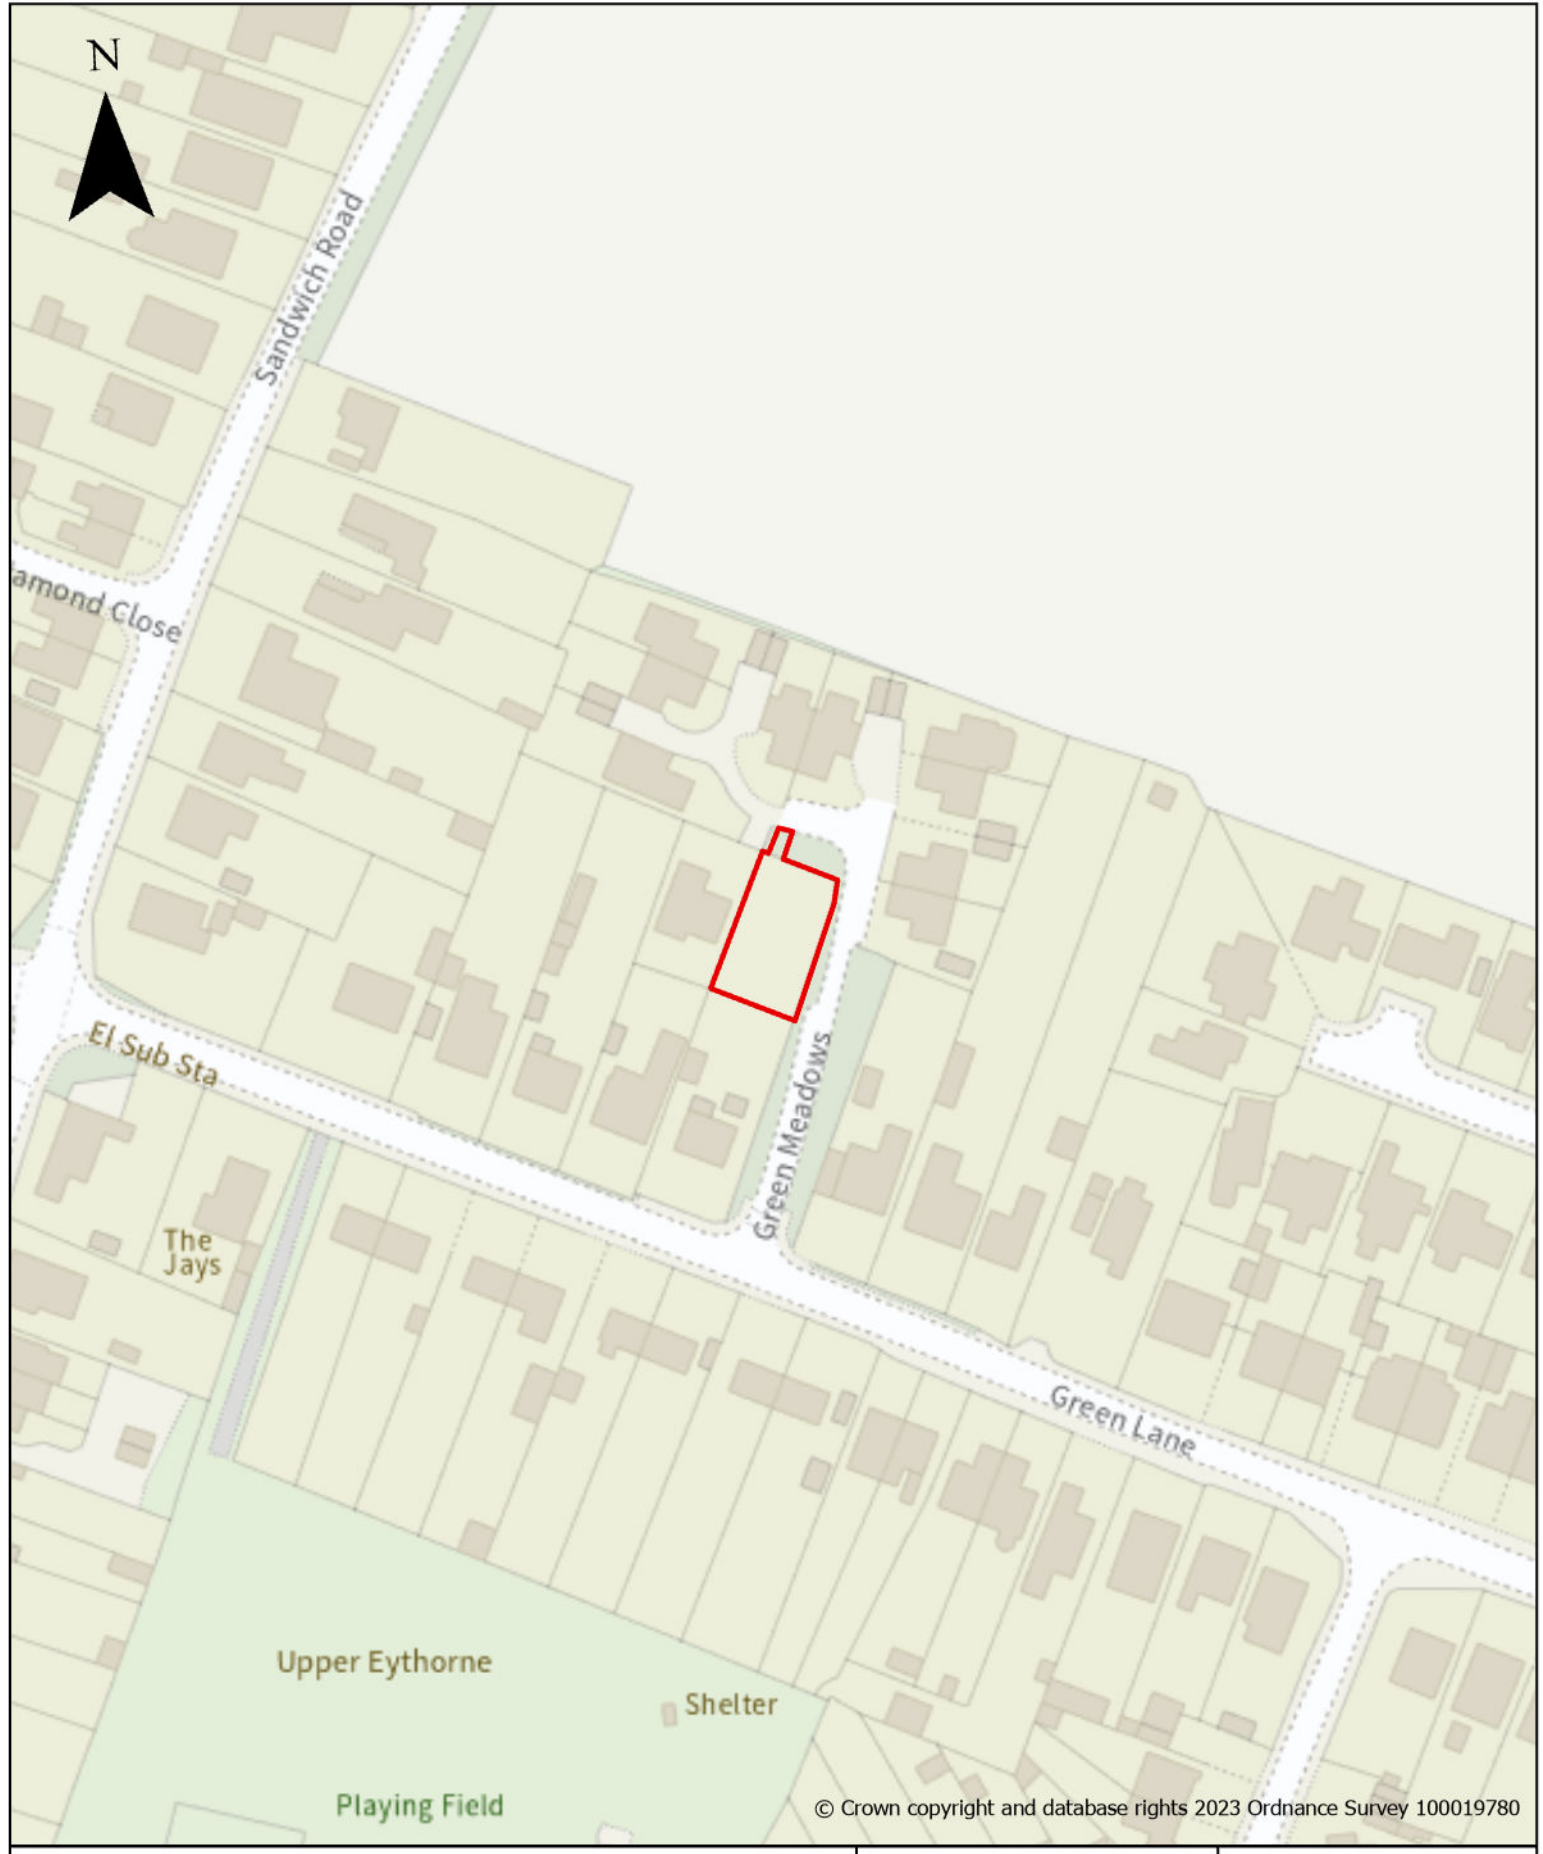 N
Sandwich Road
amond Close
El Sub Sta
Green Meadows
The
Jays
Green Lane
Upper Eythorne
Shelter
Playing Field
© Crown copyright and database rights 2023 Ordnance Survey 100019780